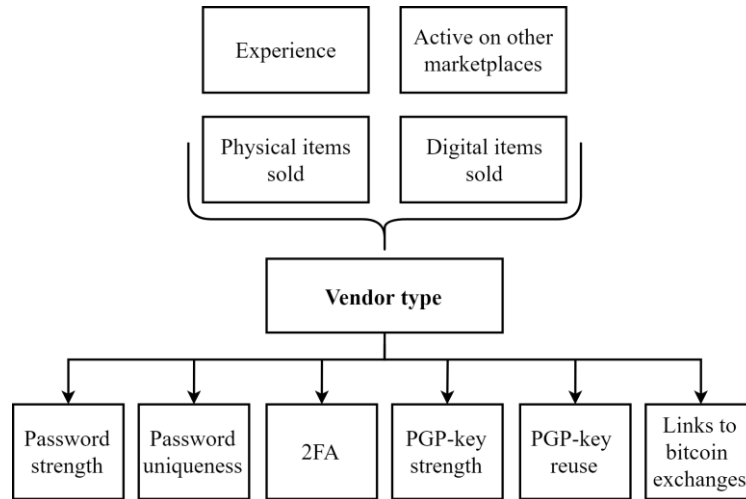 Experience
Active on other
marketplaces
Physical items
sold
Digital items
sold
Vendor type
Password
strength
Password
uniqueness
2FA
PGP-key
strength
PGP-key
reuse
Links to
bitcoin
exchanges